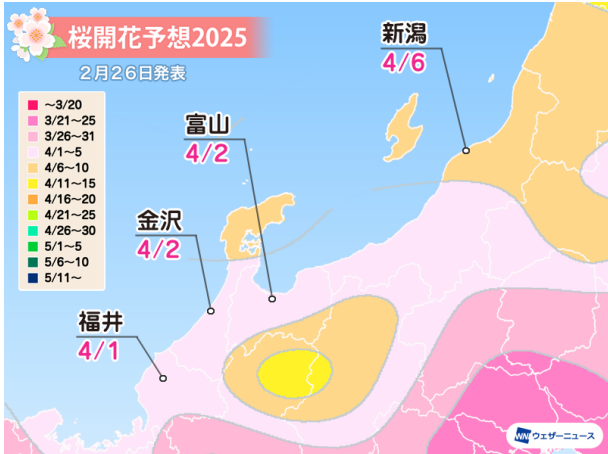 桜開花予想2025
2月26日発表
～3/20
3/21～25
3/26～31
4/1～5
4/6～10
4/11～15
4/16～20
4/21～25
4/26～30
5/1～5
5/6～10
5/11～
新潟
4/6
富山
4/2
金沢
4/2
福井
4/1
WNI ウェザーニュース